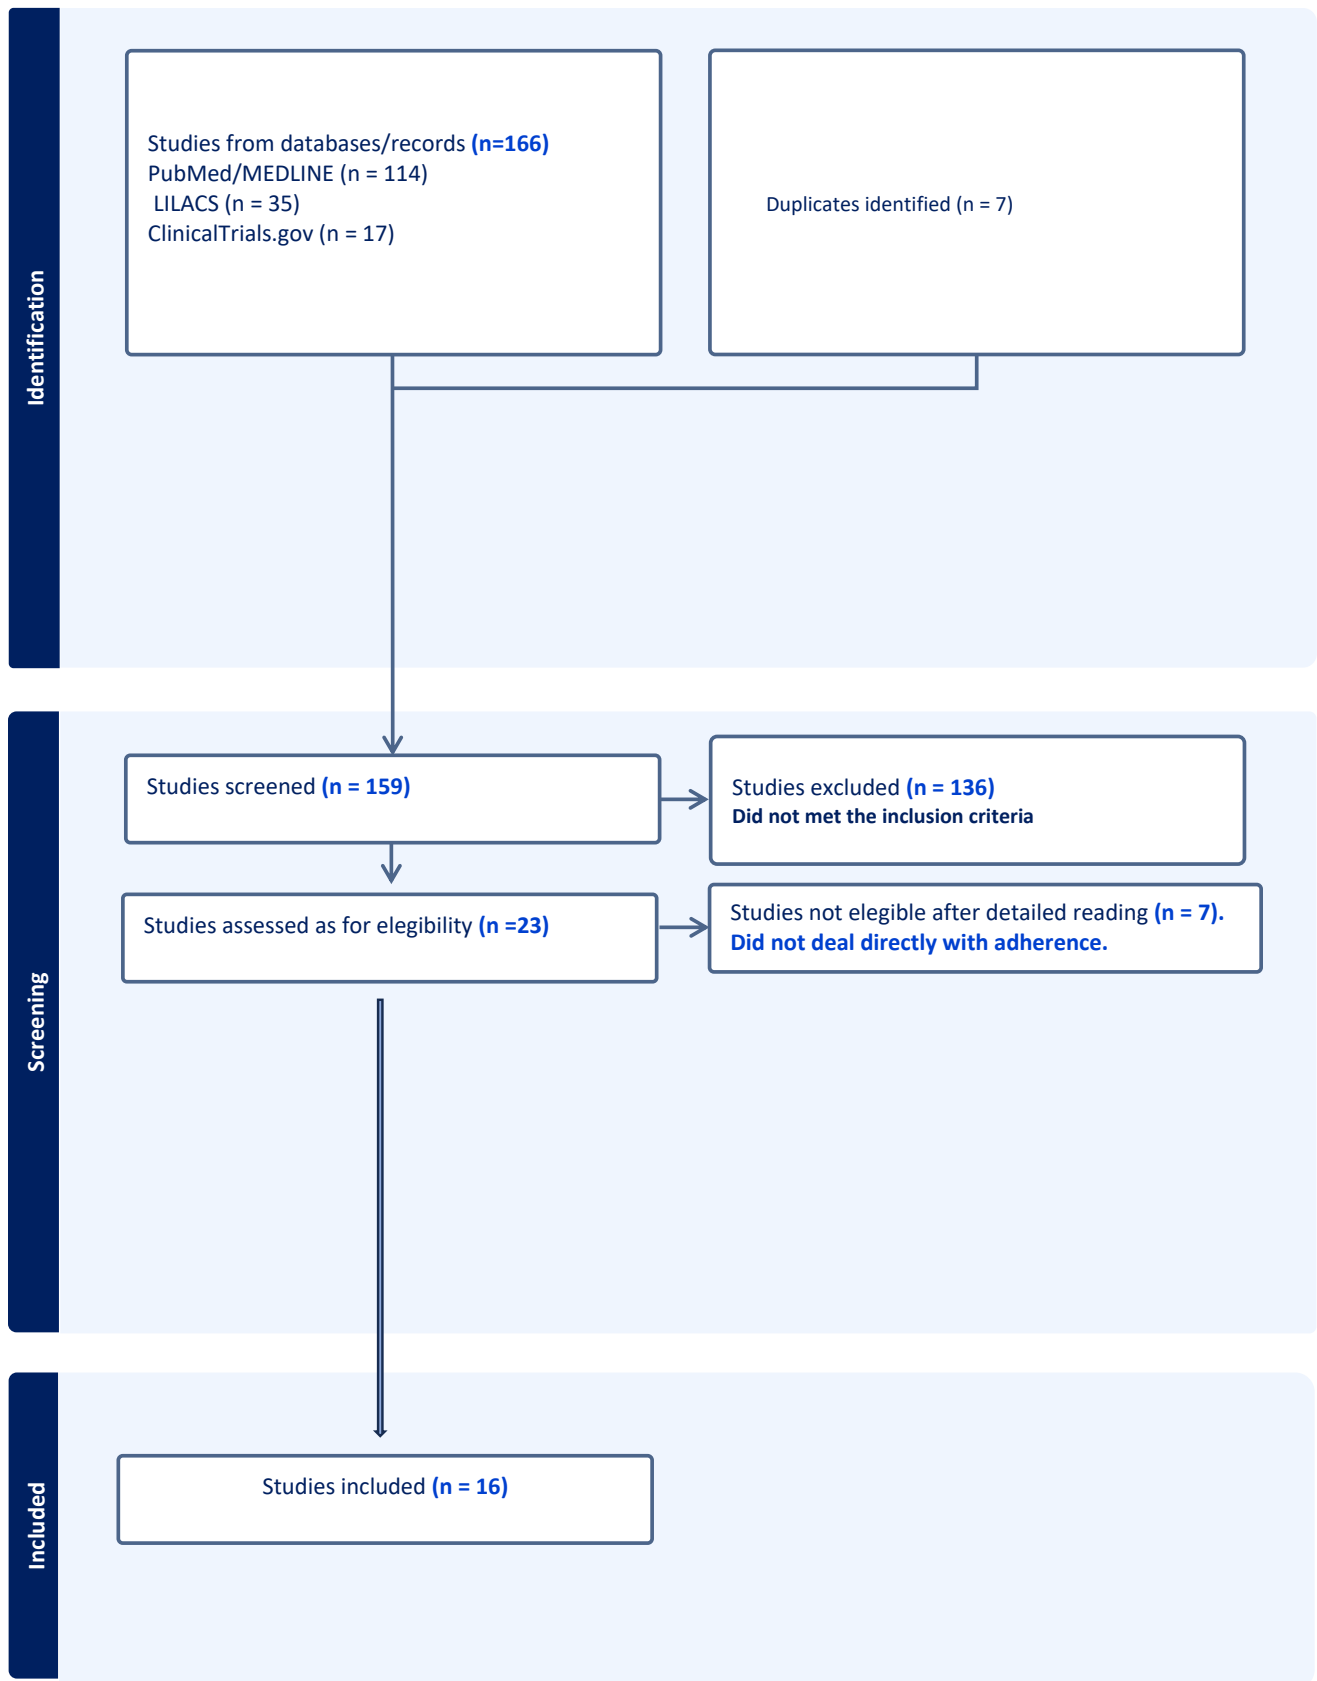 Identification
Studies from databases/records (n=166)
PubMed/MEDLINE (n = 114)
LILACS (n = 35)
ClinicalTrials.gov (n = 17)
Duplicates identified (n = 7)
Screening
Studies screened (n = 159)
Studies excluded (n = 136)
Did not met the inclusion criteria
Studies assessed as for elegibility (n =23)
Studies not elegible after detailed reading (n = 7).
Did not deal directly with adherence.
Included
Studies included (n = 16)